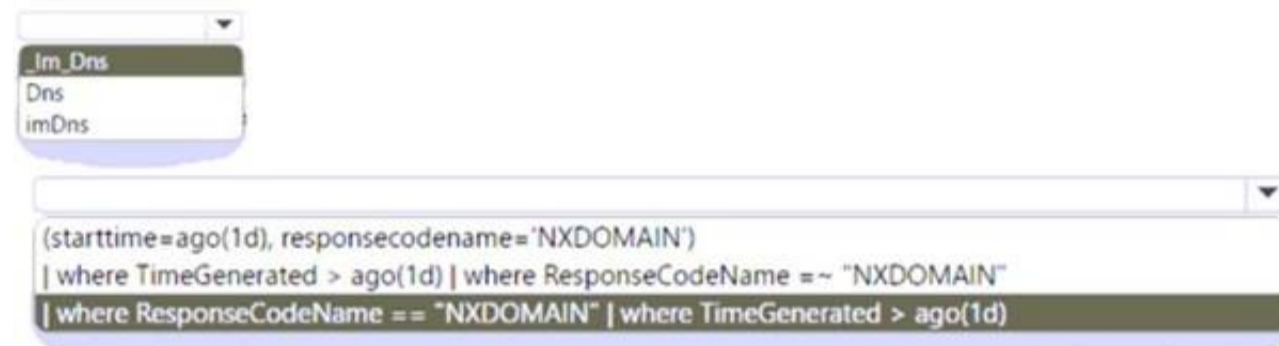 _Im_Dns
Dns
imDns
(starttime=ago(1d), responsecodename='NXDOMAIN')
| where TimeGenerated > ago(1d) | where ResponseCodeName =~ "NXDOMAIN"
| where ResponseCodeName == "NXDOMAIN" | where TimeGenerated > ago(1d)